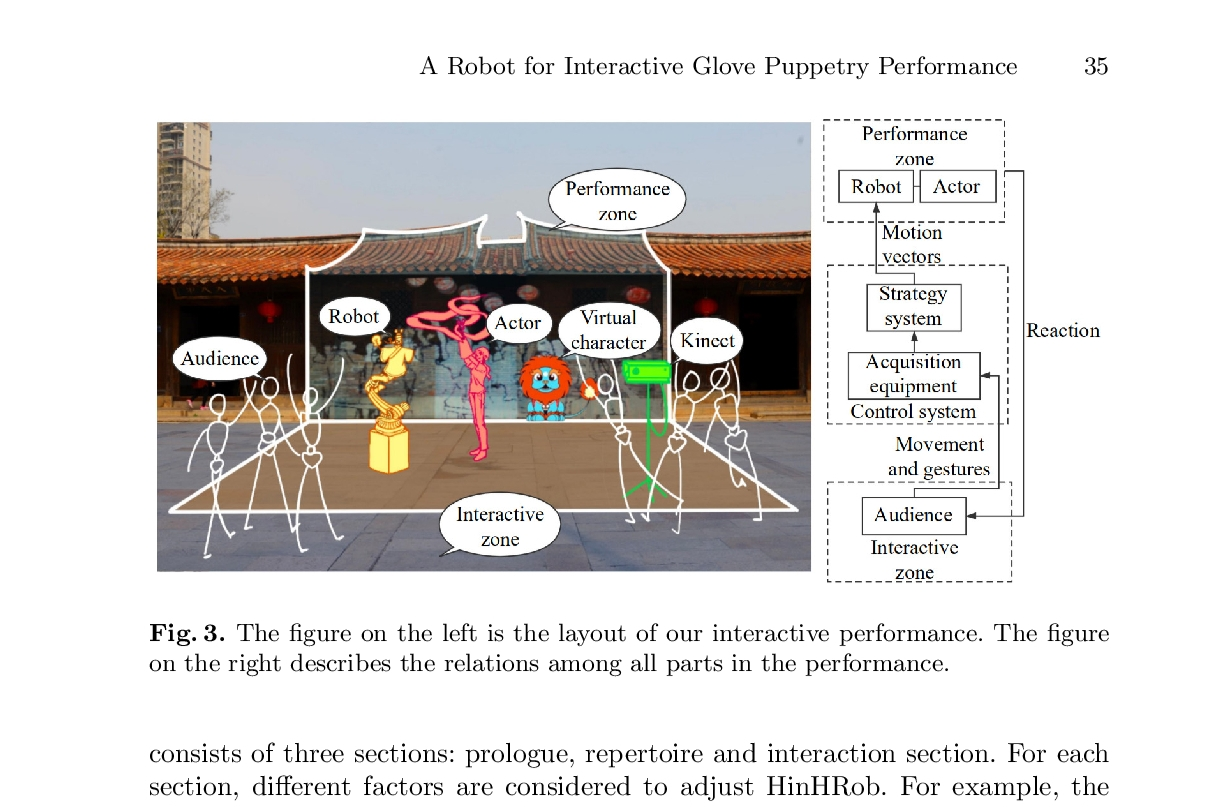 A Robot for Interactive Glove Puppetry Performance 35
Performance
zone
Robot
Actor
Virtual
character
Kinect
Audience
Interactive
zone
Performance
zone
Robot Actor
Motion
vectors
Strategy
system
Reaction
Acquisition
equipment
Control system
Movement
and gestures
Audience
Interactive
zone
Fig. 3. The figure on the left is the layout of our interactive performance. The figure
on the right describes the relations among all parts in the performance.
consists of three sections: prologue, repertoire and interaction section. For each
section, different factors are considered to adjust HinHRob. For example, the